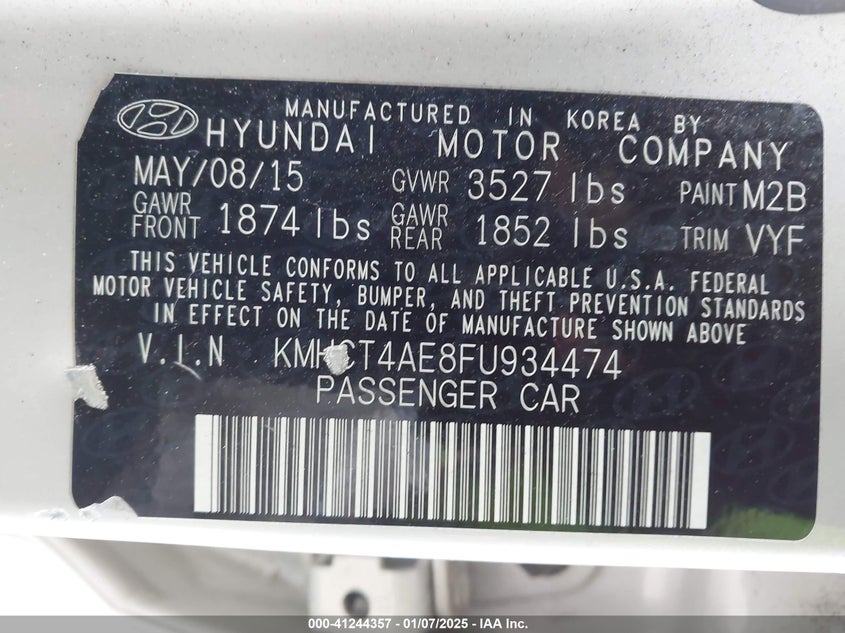 MANUFACTURED IN KOREA BY
HYUNDAI MOTOR COMPANY
MAY/08/15 GVWR 3527 lbs PAINT M2B
GAWR FRONT 1874 lbs GAWR REAR 1852 lbs TRIM VYF
THIS VEHICLE CONFORMS TO ALL APPLICABLE U.S.A. FEDERAL
MOTOR VEHICLE SAFETY, BUMPER, AND THEFT PREVENTION STANDARDS
IN EFFECT ON THE DATE OF MANUFACTURE SHOWN ABOVE
V.I.N KMHCT4AE8FU934474
PASSENGER CAR
000-41244357 | 01/07/2025 - IAA Inc.